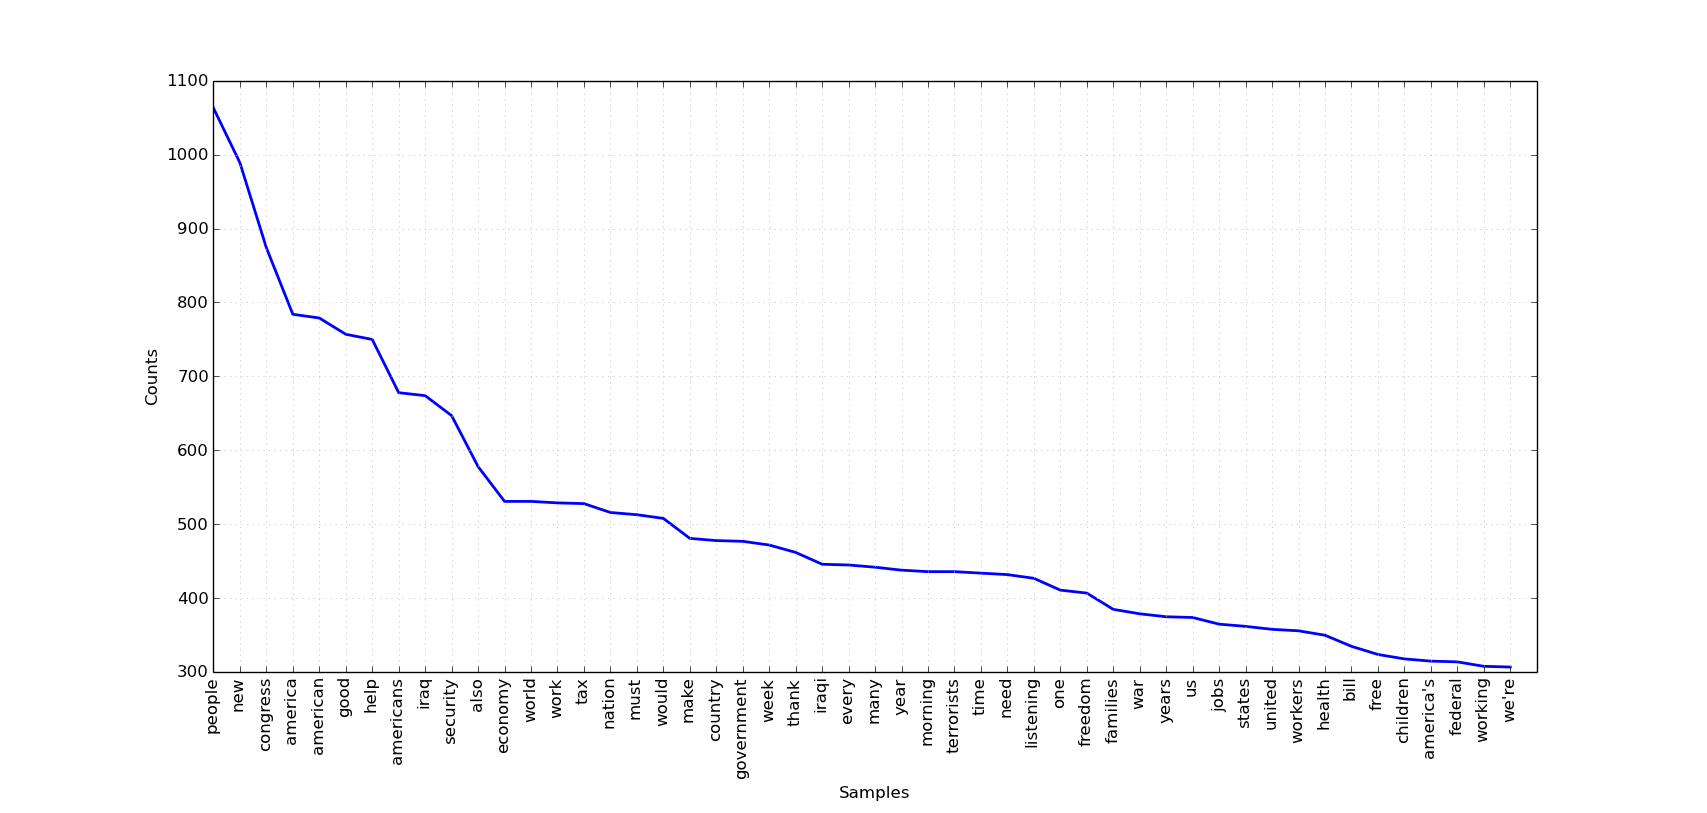 1100
1000
900
800
700
600
500
400
300
Counts
people
new
congress
america
american
good
help
americans
iraq
security
also
economy
world
work
tax
nation
must
would
make
country
government
week
thank
iraqi
every
many
year
morning
terrorists
time
need
listening
one
freedom
families
war
years
us
jobs
states
united
workers
health
bill
free
children
america's
federal
working
we're
Samples